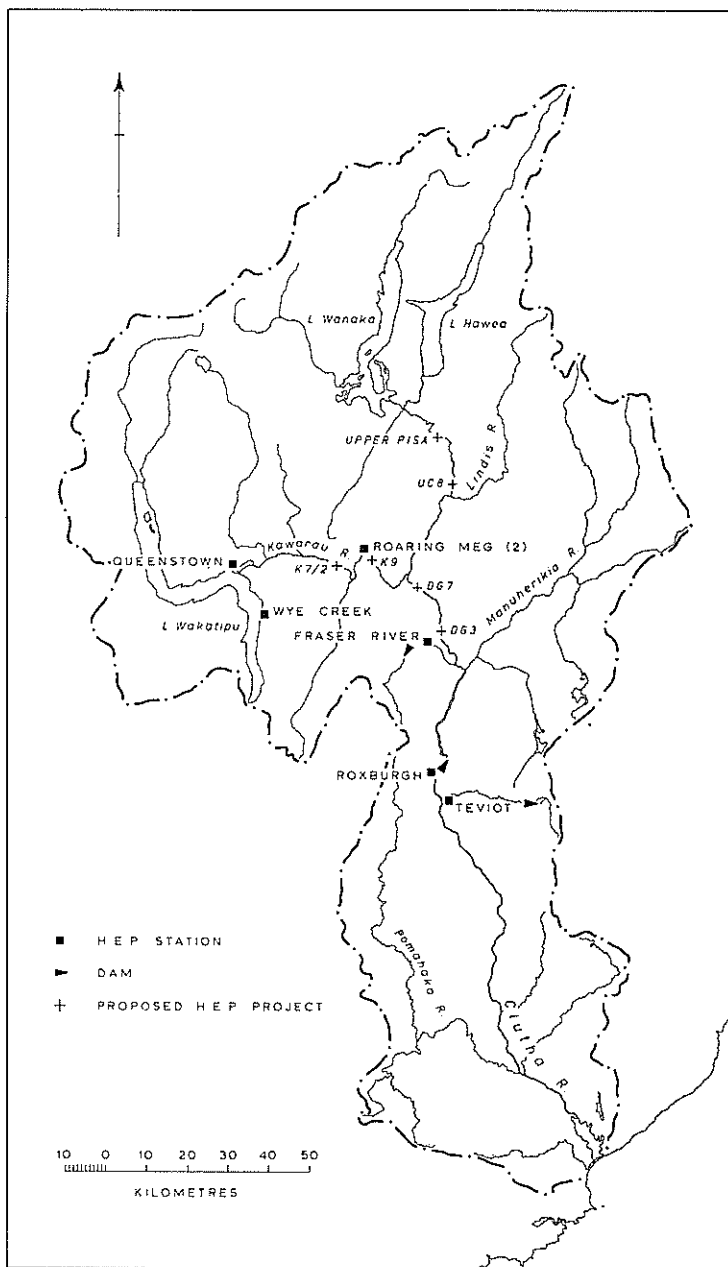 L Wanaka
L Hawea
UPPER PISA
UC8
Lindis R.
Kawarau R.
ROARING MEG (2)
QUEENSTOWN
K7/2
K9
DG7
Manuherikia R.
WYE CREEK
L Wakatipu
FRASER RIVER
DG3
ROXBURGH
TEVIOT
Pomahaka R.
Clutha R.
HEP STATION
DAM
PROPOSED HEP PROJECT
10 0 10 20 30 40 50
KILOMETRES